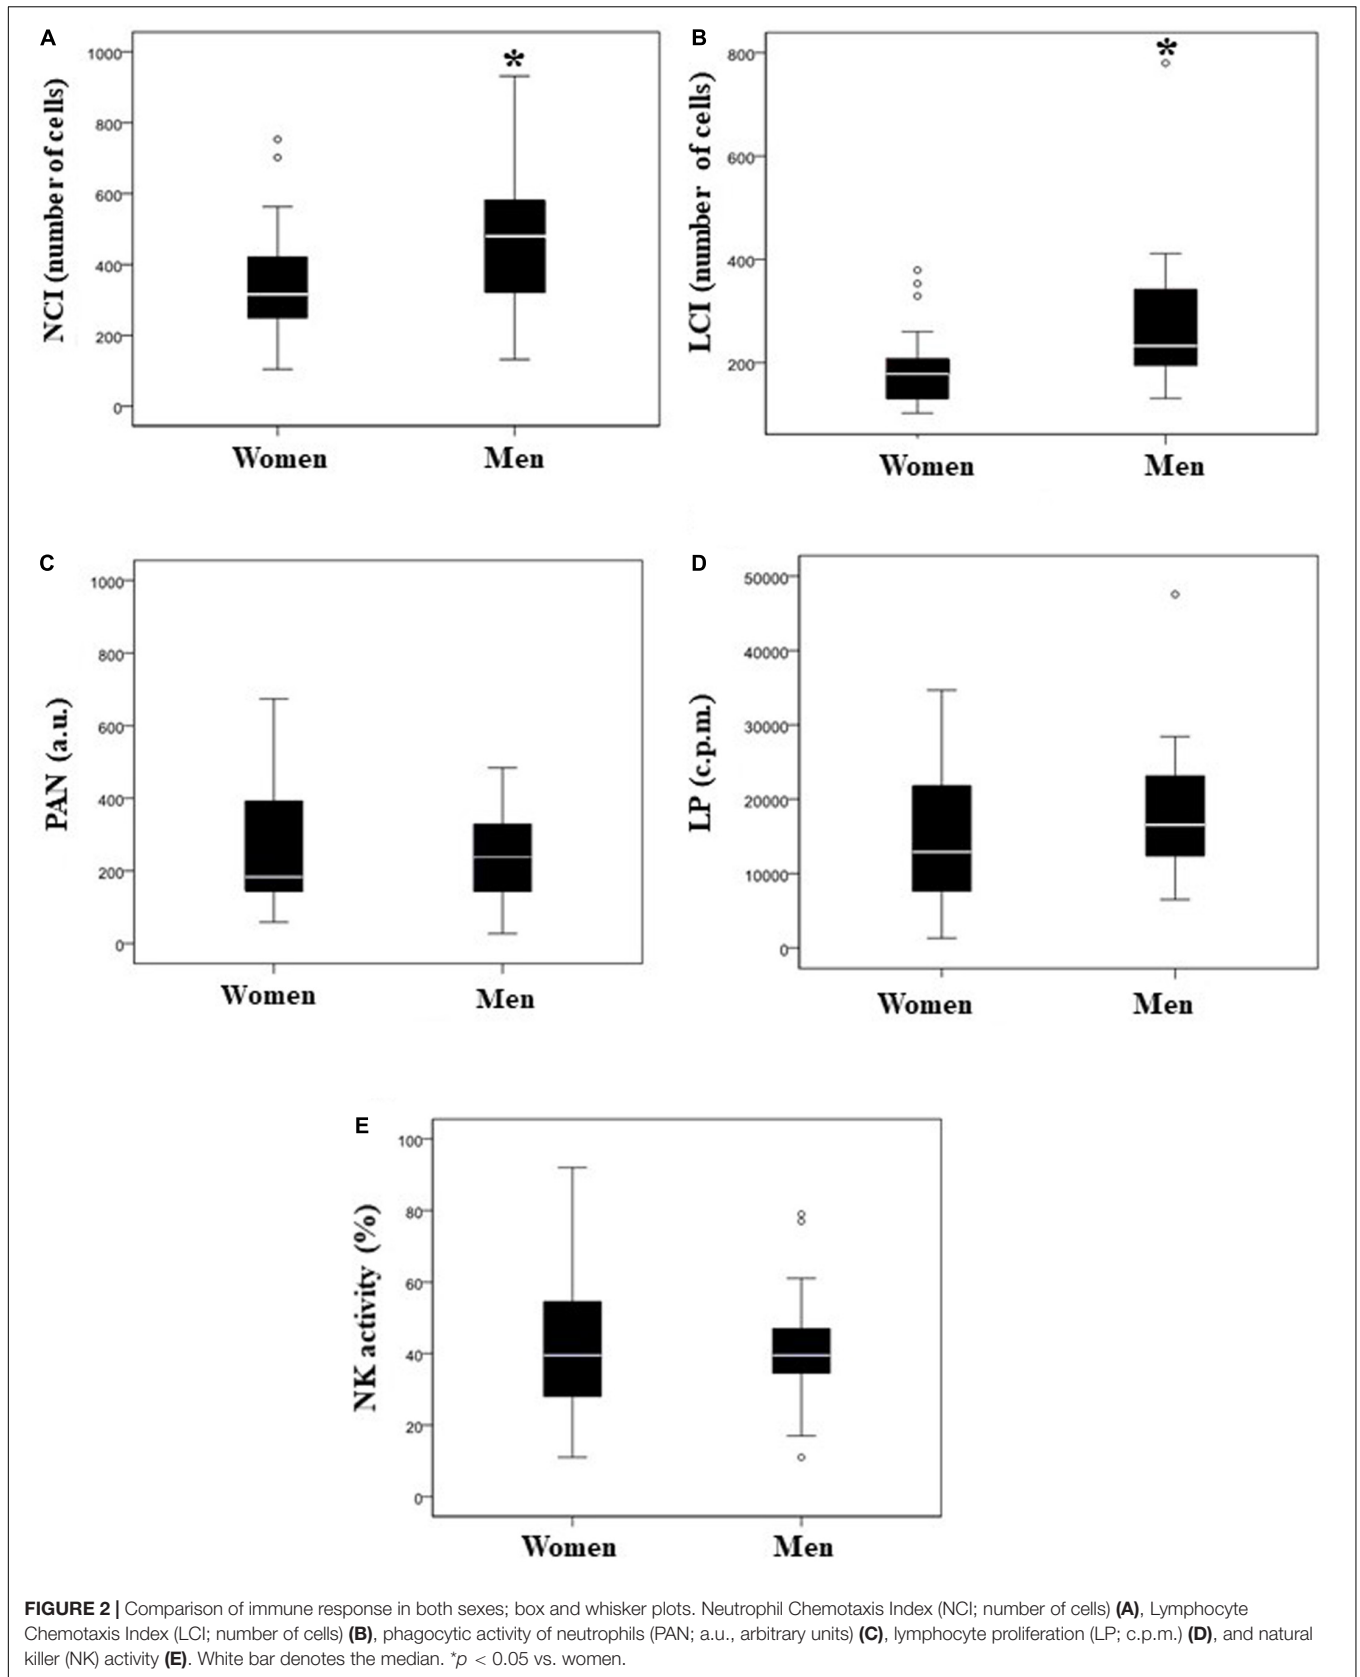 A
NCI (number of cells)
1000
800
600
400
200
0
*
Women
Men
B
LCI (number of cells)
800
600
400
200
*
Women
Men
C
PAN (a.u.)
1000
800
600
400
200
0
Women
Men
D
LP (c.p.m.)
50000
40000
30000
20000
10000
0
Women
Men
E
NK activity (%)
100
80
60
40
20
0
Women
Men
FIGURE 2 | Comparison of immune response in both sexes; box and whisker plots. Neutrophil Chemotaxis Index (NCI; number of cells) (A), Lymphocyte
Chemotaxis Index (LCI; number of cells) (B), phagocytic activity of neutrophils (PAN; a.u., arbitrary units) (C), lymphocyte proliferation (LP; c.p.m.) (D), and natural
killer (NK) activity (E). White bar denotes the median. *p < 0.05 vs. women.